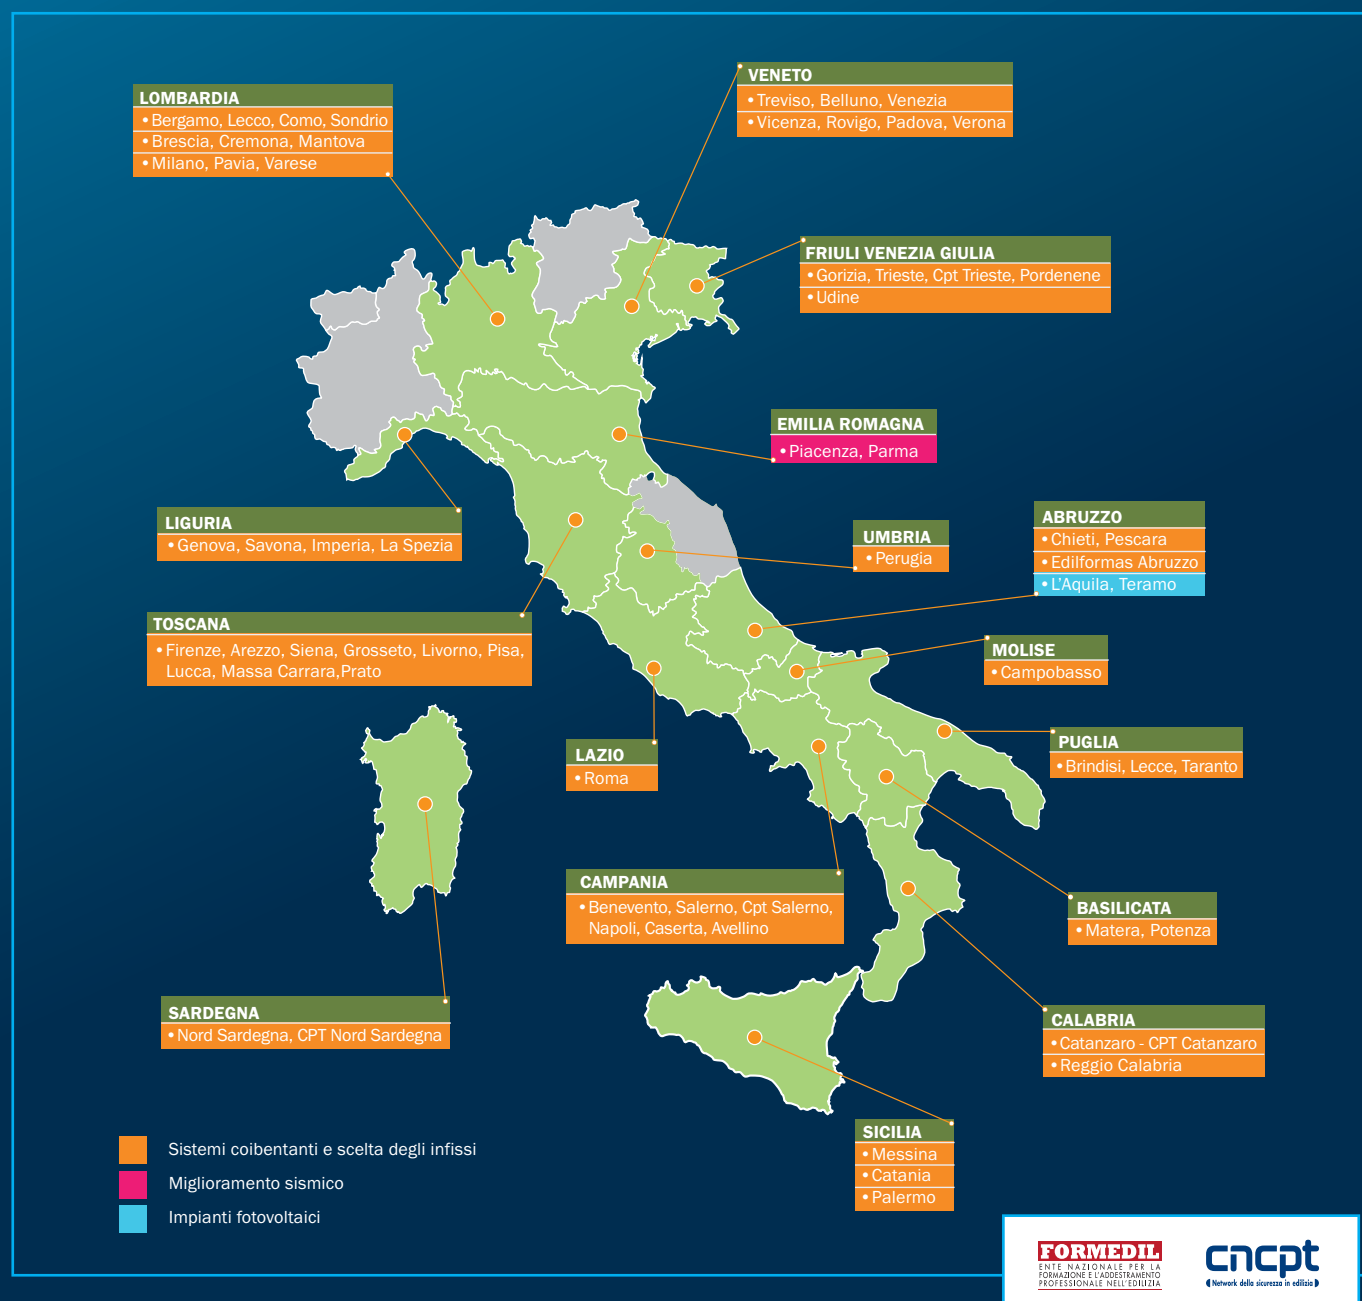 LOMBARDIA
• Bergamo, Lecco, Como, Sondrio
• Brescia, Cremona, Mantova
• Milano, Pavia, Varese
VENETO
• Treviso, Belluno, Venezia
• Vicenza, Rovigo, Padova, Verona
FRIULI VENEZIA GIULIA
• Gorizia, Trieste, Cpt Trieste, Pordenene
• Udine
EMILIA ROMAGNA
• Piacenza, Parma
LIGURIA
• Genova, Savona, Imperia, La Spezia
UMBRIA
• Perugia
ABRUZZO
• Chieti, Pescara
• Edilformas Abruzzo
• L'Aquila, Teramo
TOSCANA
• Firenze, Arezzo, Siena, Grosseto, Livorno, Pisa,
Lucca, Massa Carrara,Prato
MOLISE
• Campobasso
LAZIO
• Roma
PUGLIA
• Brindisi, Lecce, Taranto
CAMPANIA
• Benevento, Salerno, Cpt Salerno,
Napoli, Caserta, Avellino
BASILICATA
• Matera, Potenza
SARDEGNA
• Nord Sardegna, CPT Nord Sardegna
CALABRIA
• Catanzaro - CPT Catanzaro
• Reggio Calabria
SICILIA
• Messina
• Catania
• Palermo
Sistemi coibentanti e scelta degli infissi
Miglioramento sismico
Impianti fotovoltaici
FORMEDIL
ENTE NAZIONALE PER LA
FORMAZIONE E L'ADDESTRAMENTO
PROFESSIONALE NELL'EDILIZIA
cncpt
Network della sicurezza in edilizia